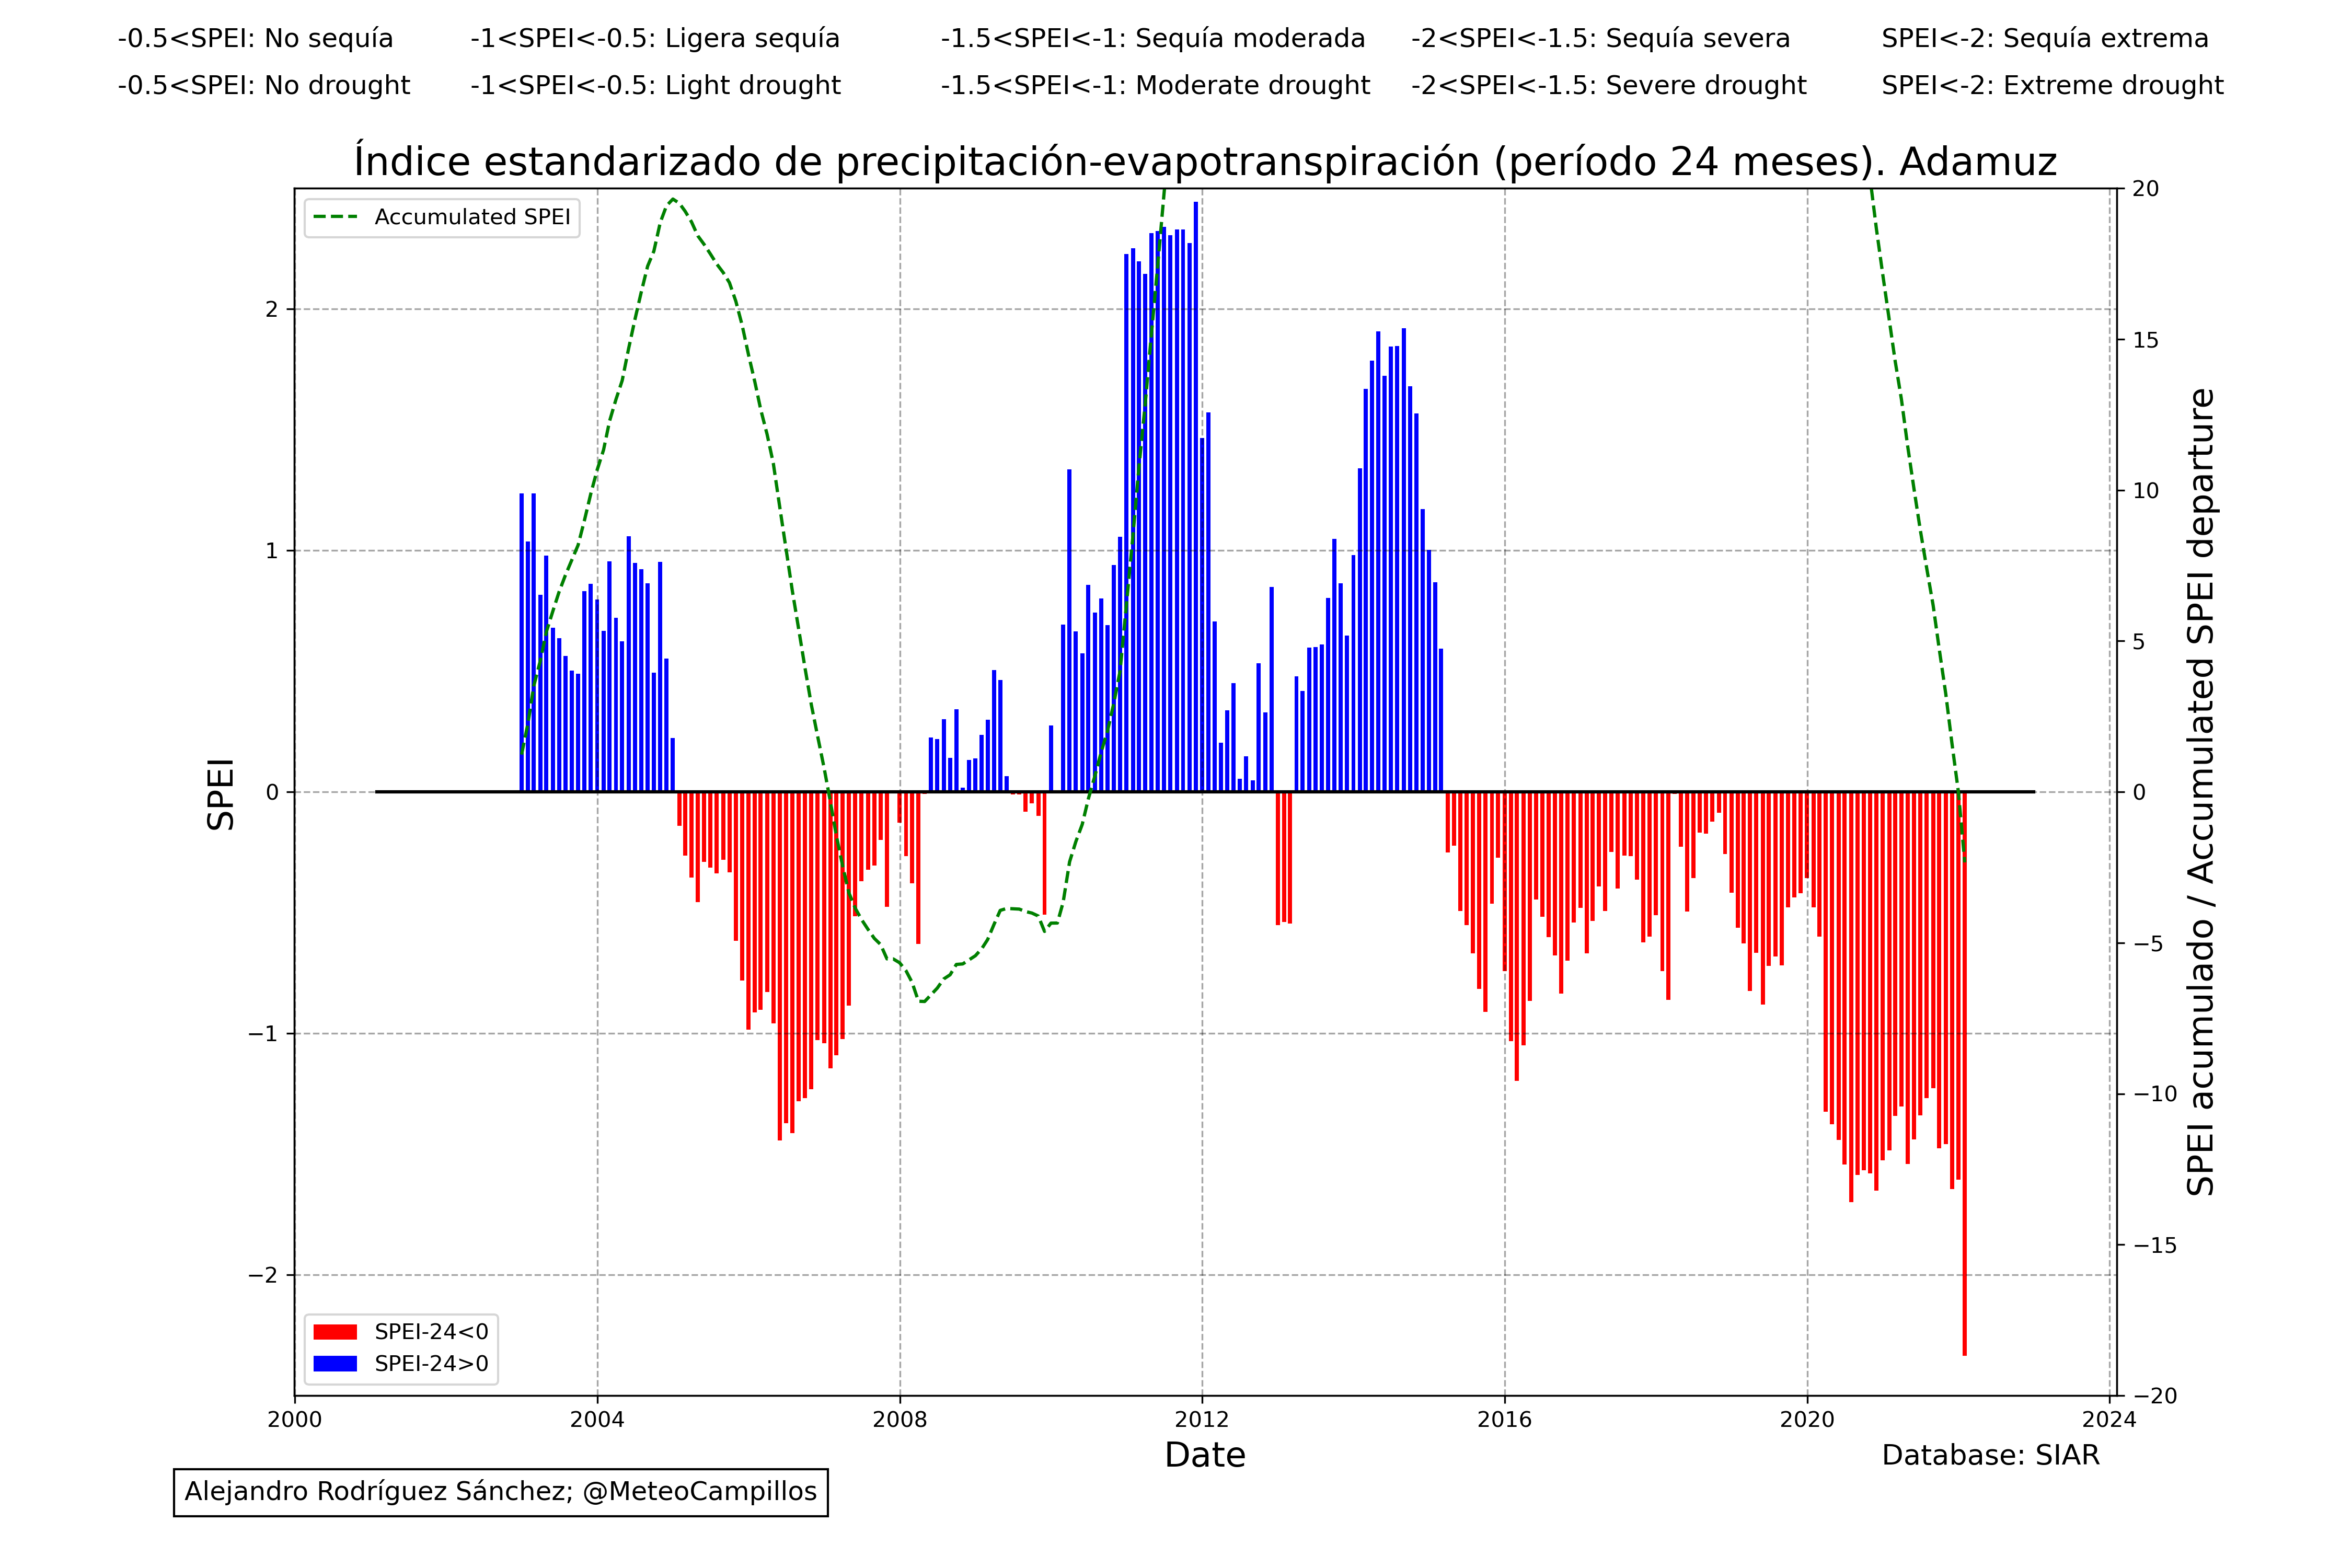 -0.5<SPEI: No sequía -1<SPEI<-0.5: Ligera sequía -1.5<SPEI<-1: Sequía moderada -2<SPEI<-1.5: Sequía severa SPEI<-2: Sequía extrema
-0.5<SPEI: No drought -1<SPEI<-0.5: Light drought -1.5<SPEI<-1: Moderate drought -2<SPEI<-1.5: Severe drought SPEI<-2: Extreme drought
Índice estandarizado de precipitación-evapotranspiración (período 24 meses). Adamuz
Accumulated SPEI
SPEI
2
1
0
−1
−2
20
15
10
5
0
−5
−10
−15
−20
SPEI acumulado / Accumulated SPEI departure
SPEI-24<0
SPEI-24>0
2000 2004 2008 2012 2016 2020 2024
Date
Database: SIAR
Alejandro Rodríguez Sánchez; @MeteoCampillos